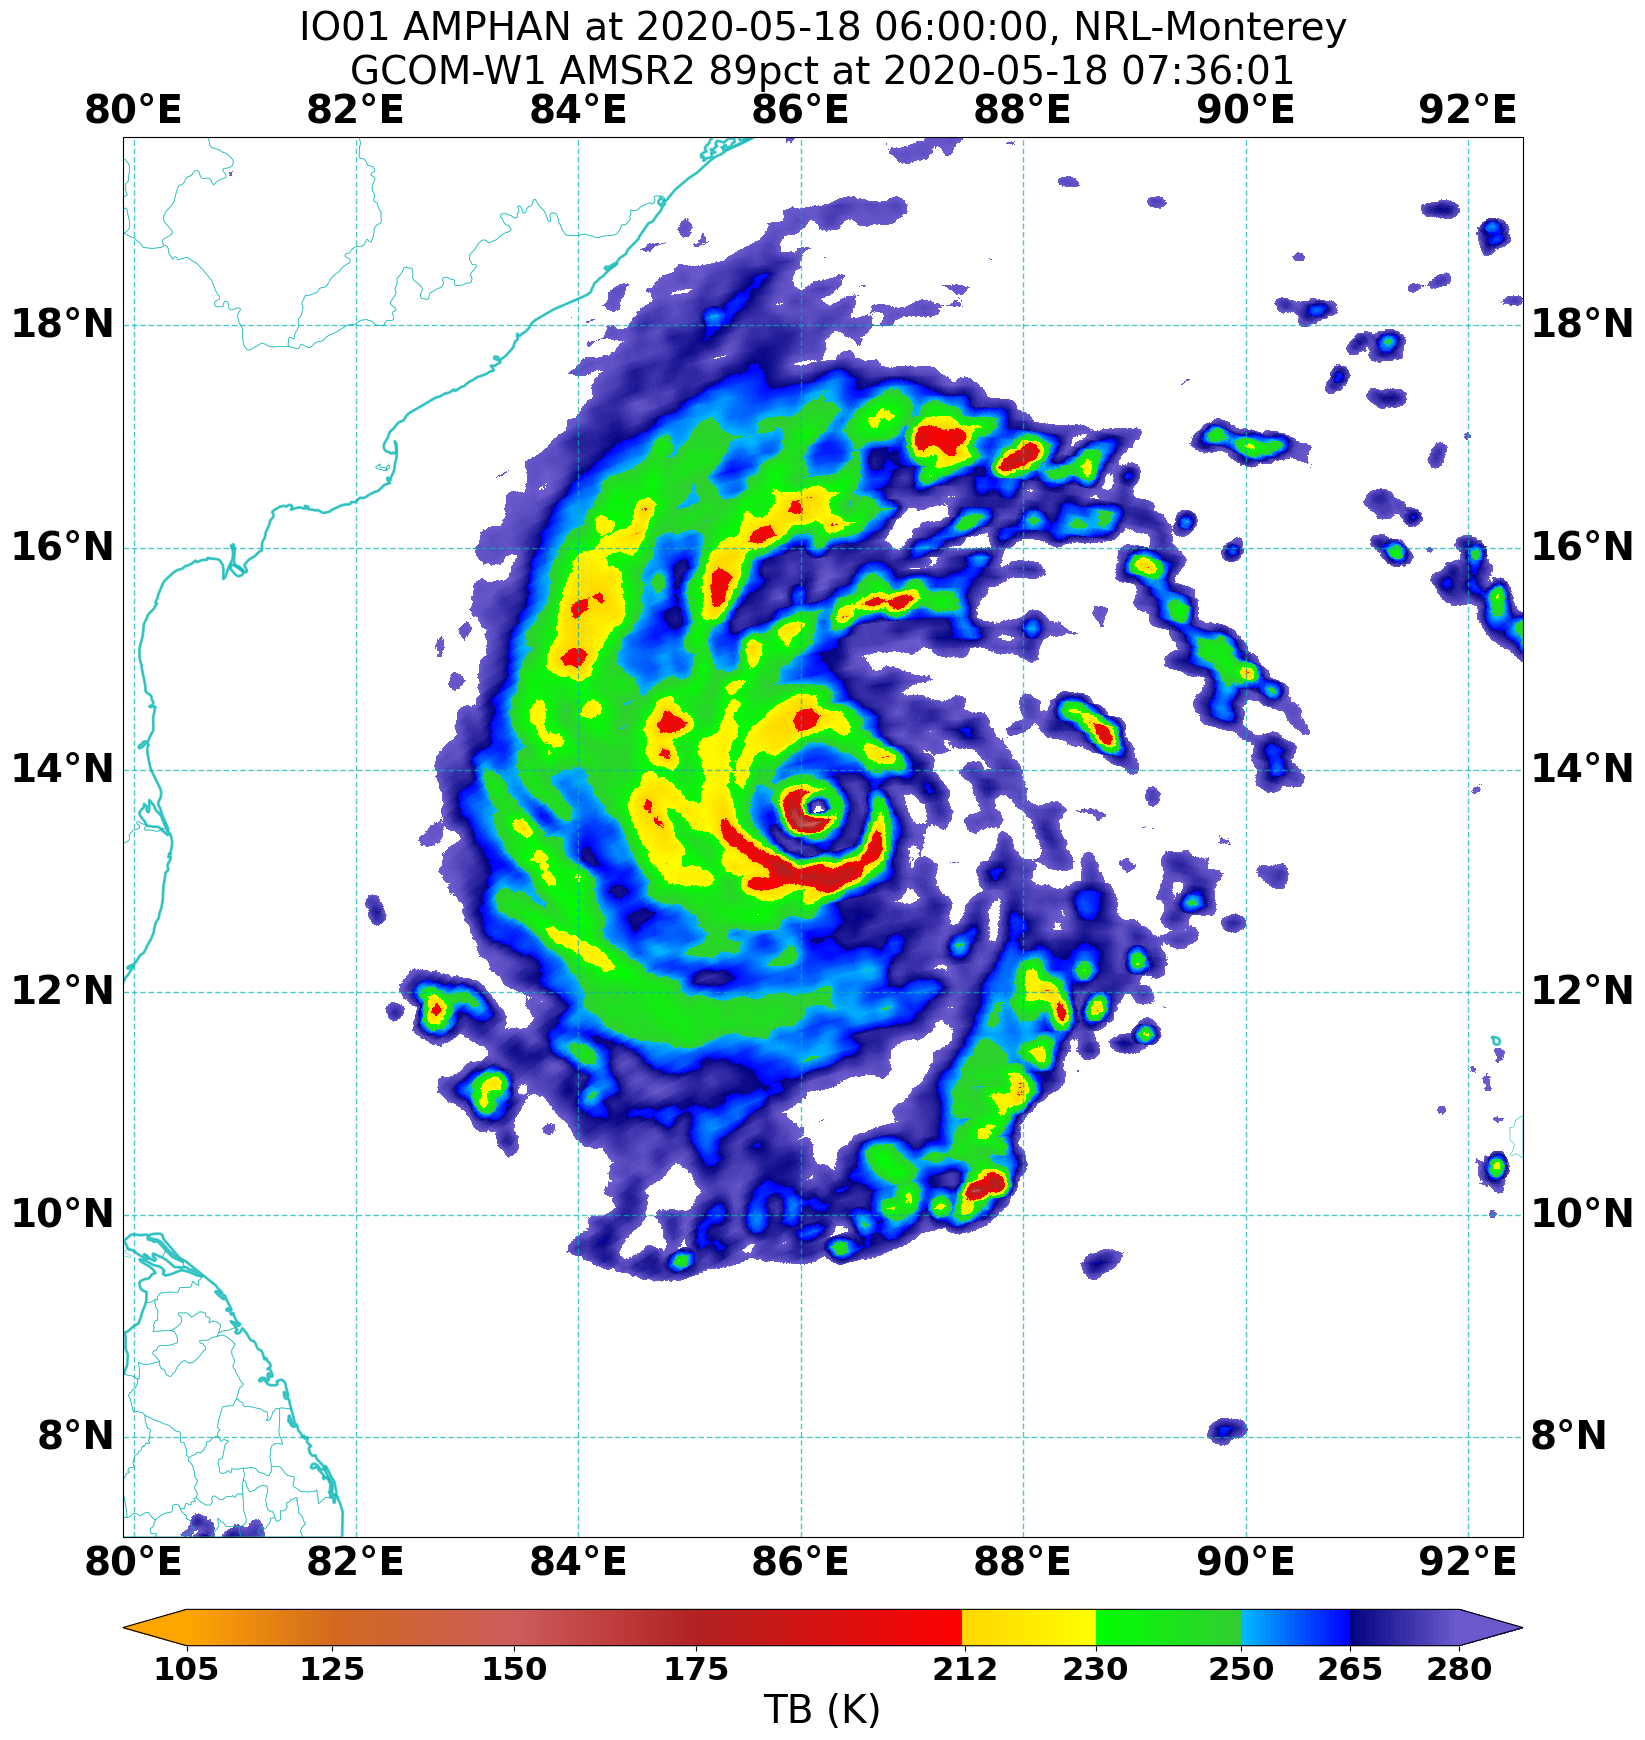 IO01 AMPHAN at 2020-05-18 06:00:00, NRL-Monterey
GCOM-W1 AMSR2 89pct at 2020-05-18 07:36:01
80°E 82°E 84°E 86°E 88°E 90°E 92°E
18°N 18°N
16°N 16°N
14°N 14°N
12°N 12°N
10°N 10°N
8°N 8°N
80°E 82°E 84°E 86°E 88°E 90°E 92°E
105 125 150 175 212 230 250 265 280
TB (K)